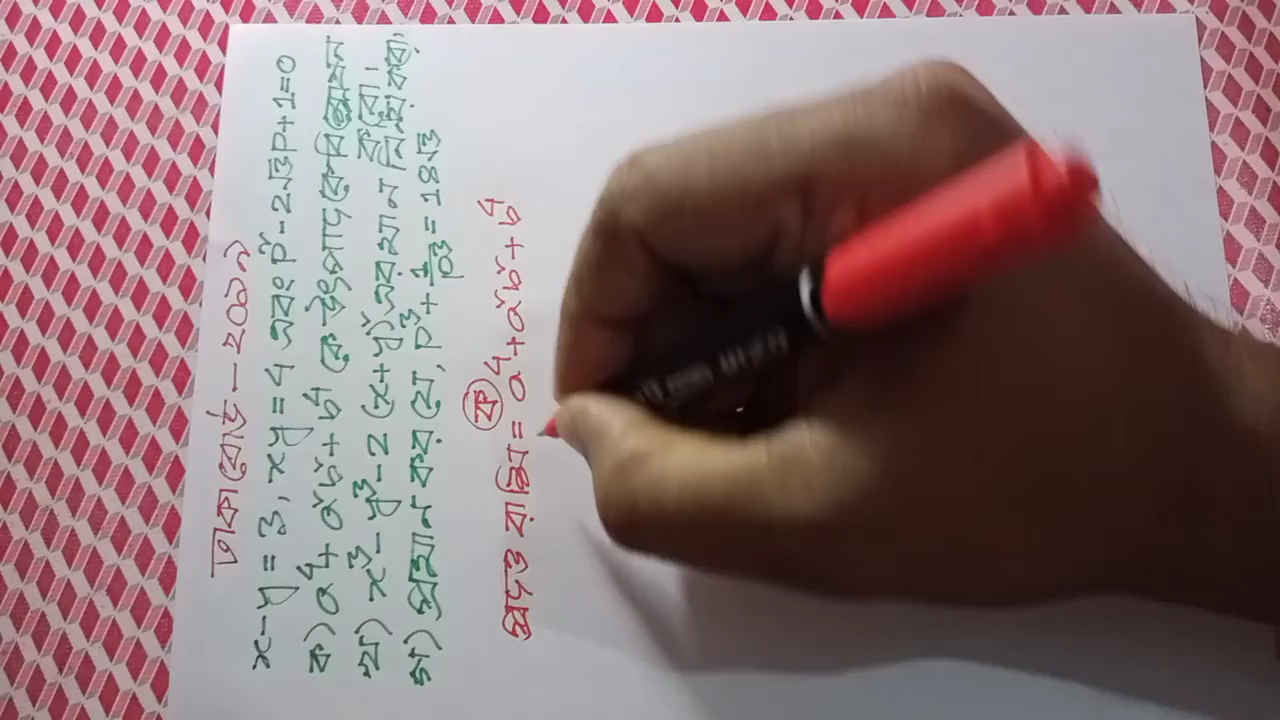 ঢাকা বোর্ড – ২০২১
x - y = 3, xy = 4 এবং p² - 2√3p + 1 = 0
ক) a⁴ + a²b² + b⁴ কে উৎপাদকে বিশ্লেষণ কর।
খ) x³ - y³ - 2(x + y)² এর মান নির্ণয় কর।
গ) প্রমাণ কর যে, p³ + 1/p³ = 18√3
ক
প্রদত্ত রাশি = a⁴ + a²b² + b⁴